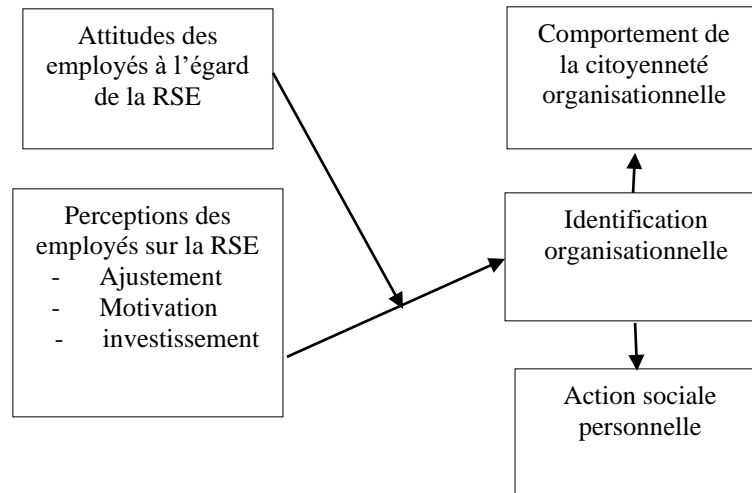 Attitudes des
employés à l’égard
de la RSE
Perceptions des
employés sur la RSE
- Ajustement
- Motivation
- investissement
Comportement de
la citoyenneté
organisationnelle
Identification
organisationnelle
Action sociale
personnelle